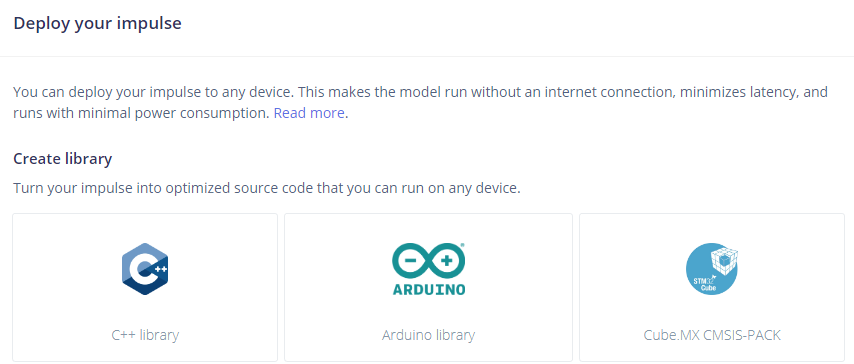 Deploy your impulse
You can deploy your impulse to any device. This makes the model run without an internet connection, minimizes latency, and
runs with minimal power consumption. Read more.
Create library
Turn your impulse into optimized source code that you can run on any device.
C++
ARDUINO
STM32
Cube
C++ library
Arduino library
Cube.MX CMSIS-PACK